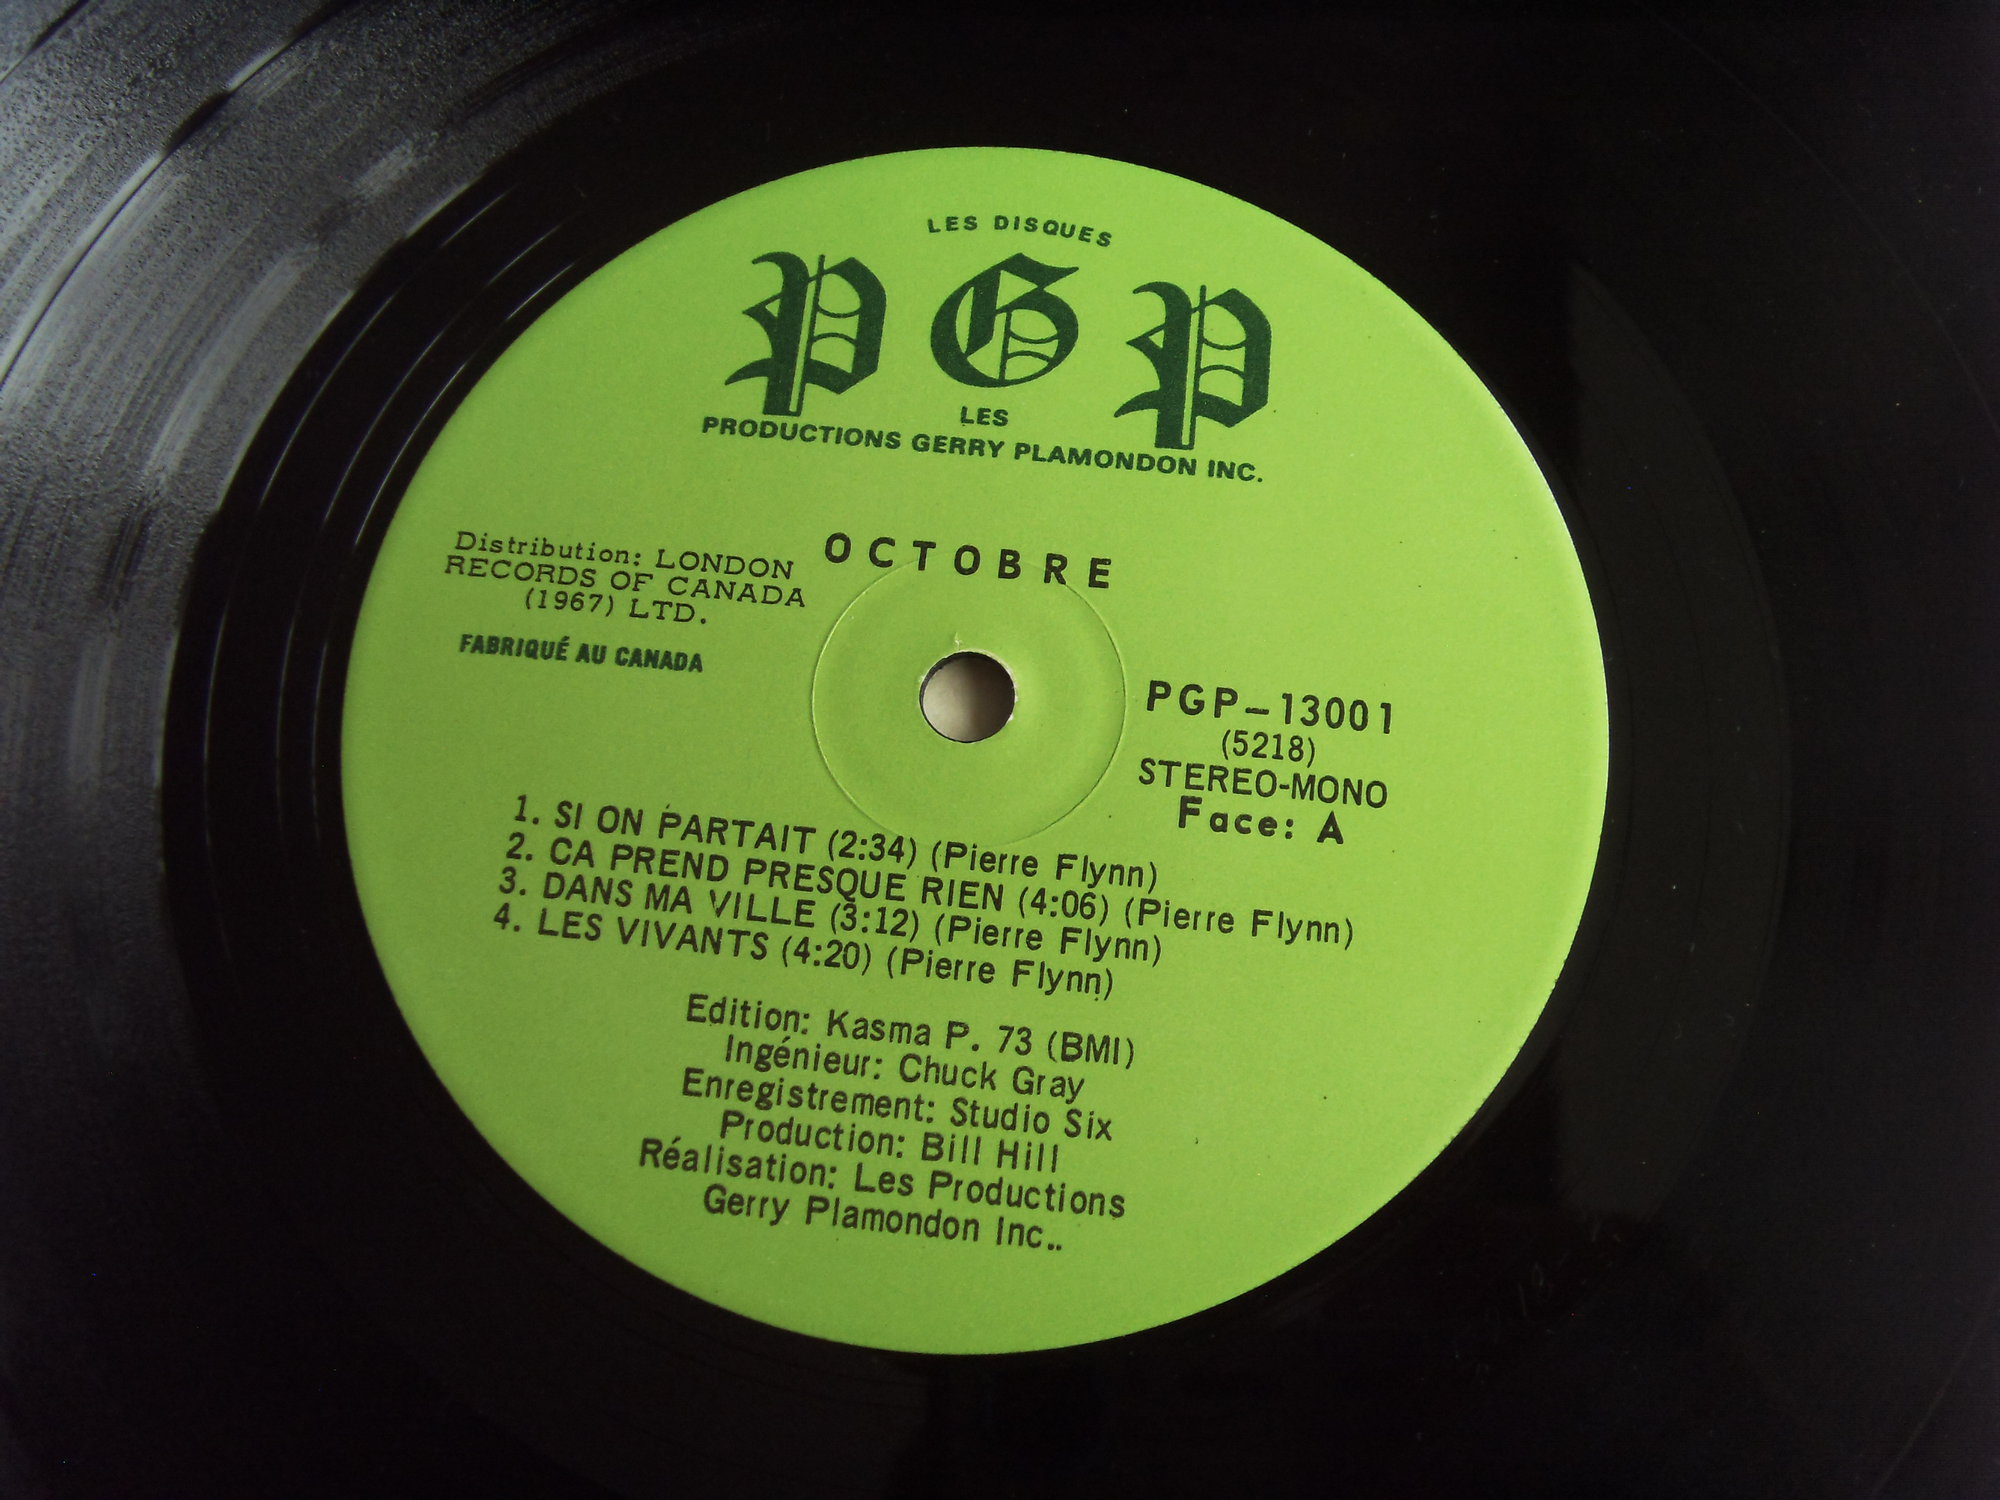 LES DISQUES
PGP
LES
PRODUCTIONS GERRY PLAMONDON INC.
OCTOBRE
Distribution: LONDON
RECORDS OF CANADA
(1967) LTD.
FABRIQUÉ AU CANADA
PGP-13001
(5218)
STEREO-MONO
Face: A
1. SI ON PARTAIT (2:34) (Pierre Flynn)
2. CA PREND PRESQUE RIEN (4:06) (Pierre Flynn)
3. DANS MA VILLE (3:12) (Pierre Flynn)
4. LES VIVANTS (4:20) (Pierre Flynn)
Edition: Kasma P. 73 (BMI)
Ingénieur: Chuck Gray
Enregistrement: Studio Six
Production: Bill Hill
Réalisation: Les Productions
Gerry Plamondon Inc..